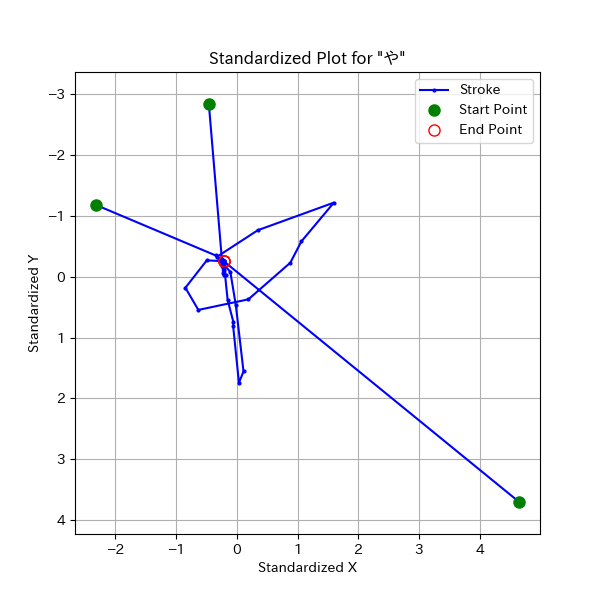 Standardized Plot for "や"
Stroke
Start Point
End Point
−3
−2
−1
0
1
2
3
4
Standardized Y
−2 −1 0 1 2 3 4
Standardized X